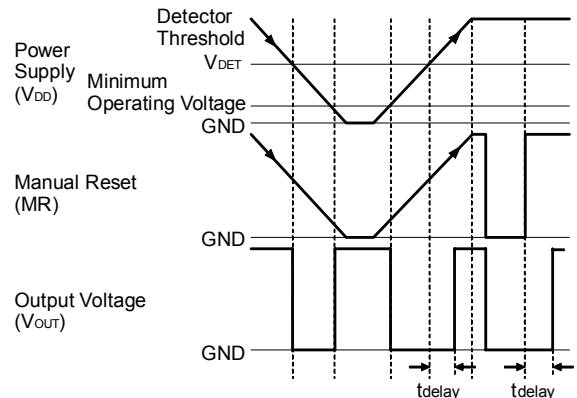 Detector
Threshold
Power
Supply
(VDD)
VDET
Minimum
Operating Voltage
GND
Manual Reset
(MR)
GND
Output Voltage
(VOUT)
GND
tdelay
tdelay